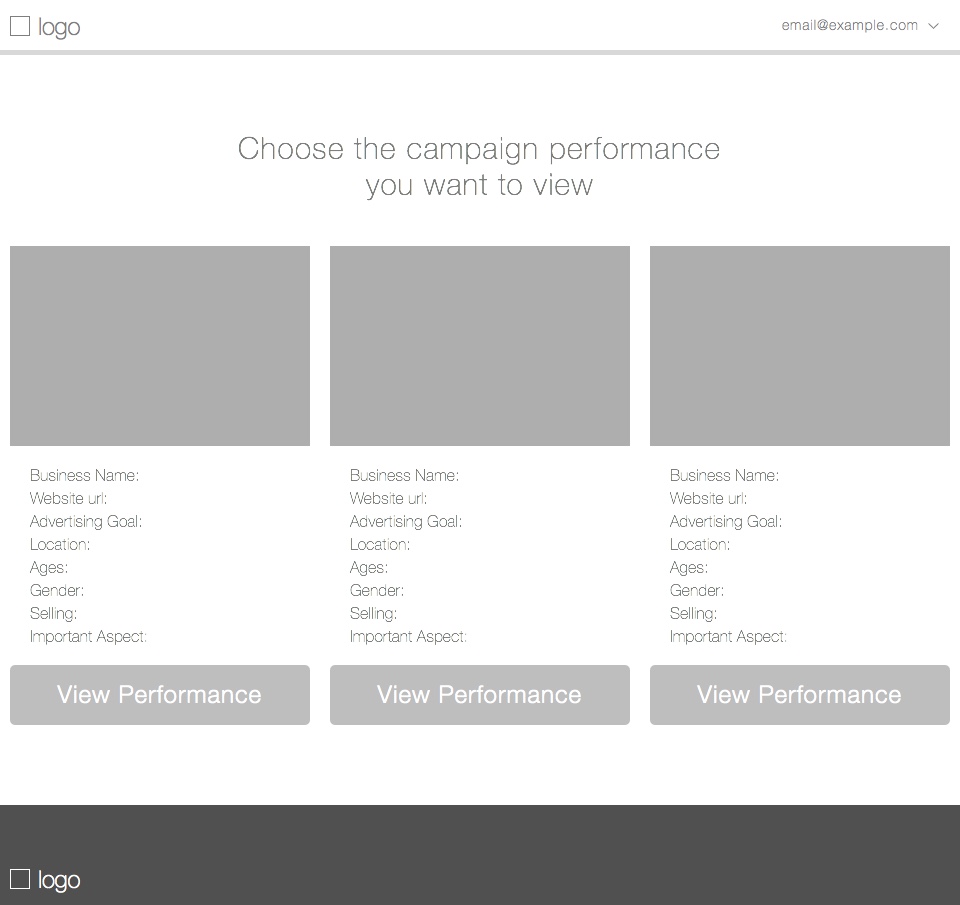 logo
email@example.com
Choose the campaign performance
you want to view
Business Name:
Website url:
Advertising Goal:
Location:
Ages:
Gender:
Selling:
Important Aspect:
View Performance
Business Name:
Website url:
Advertising Goal:
Location:
Ages:
Gender:
Selling:
Important Aspect:
View Performance
Business Name:
Website url:
Advertising Goal:
Location:
Ages:
Gender:
Selling:
Important Aspect:
View Performance
logo